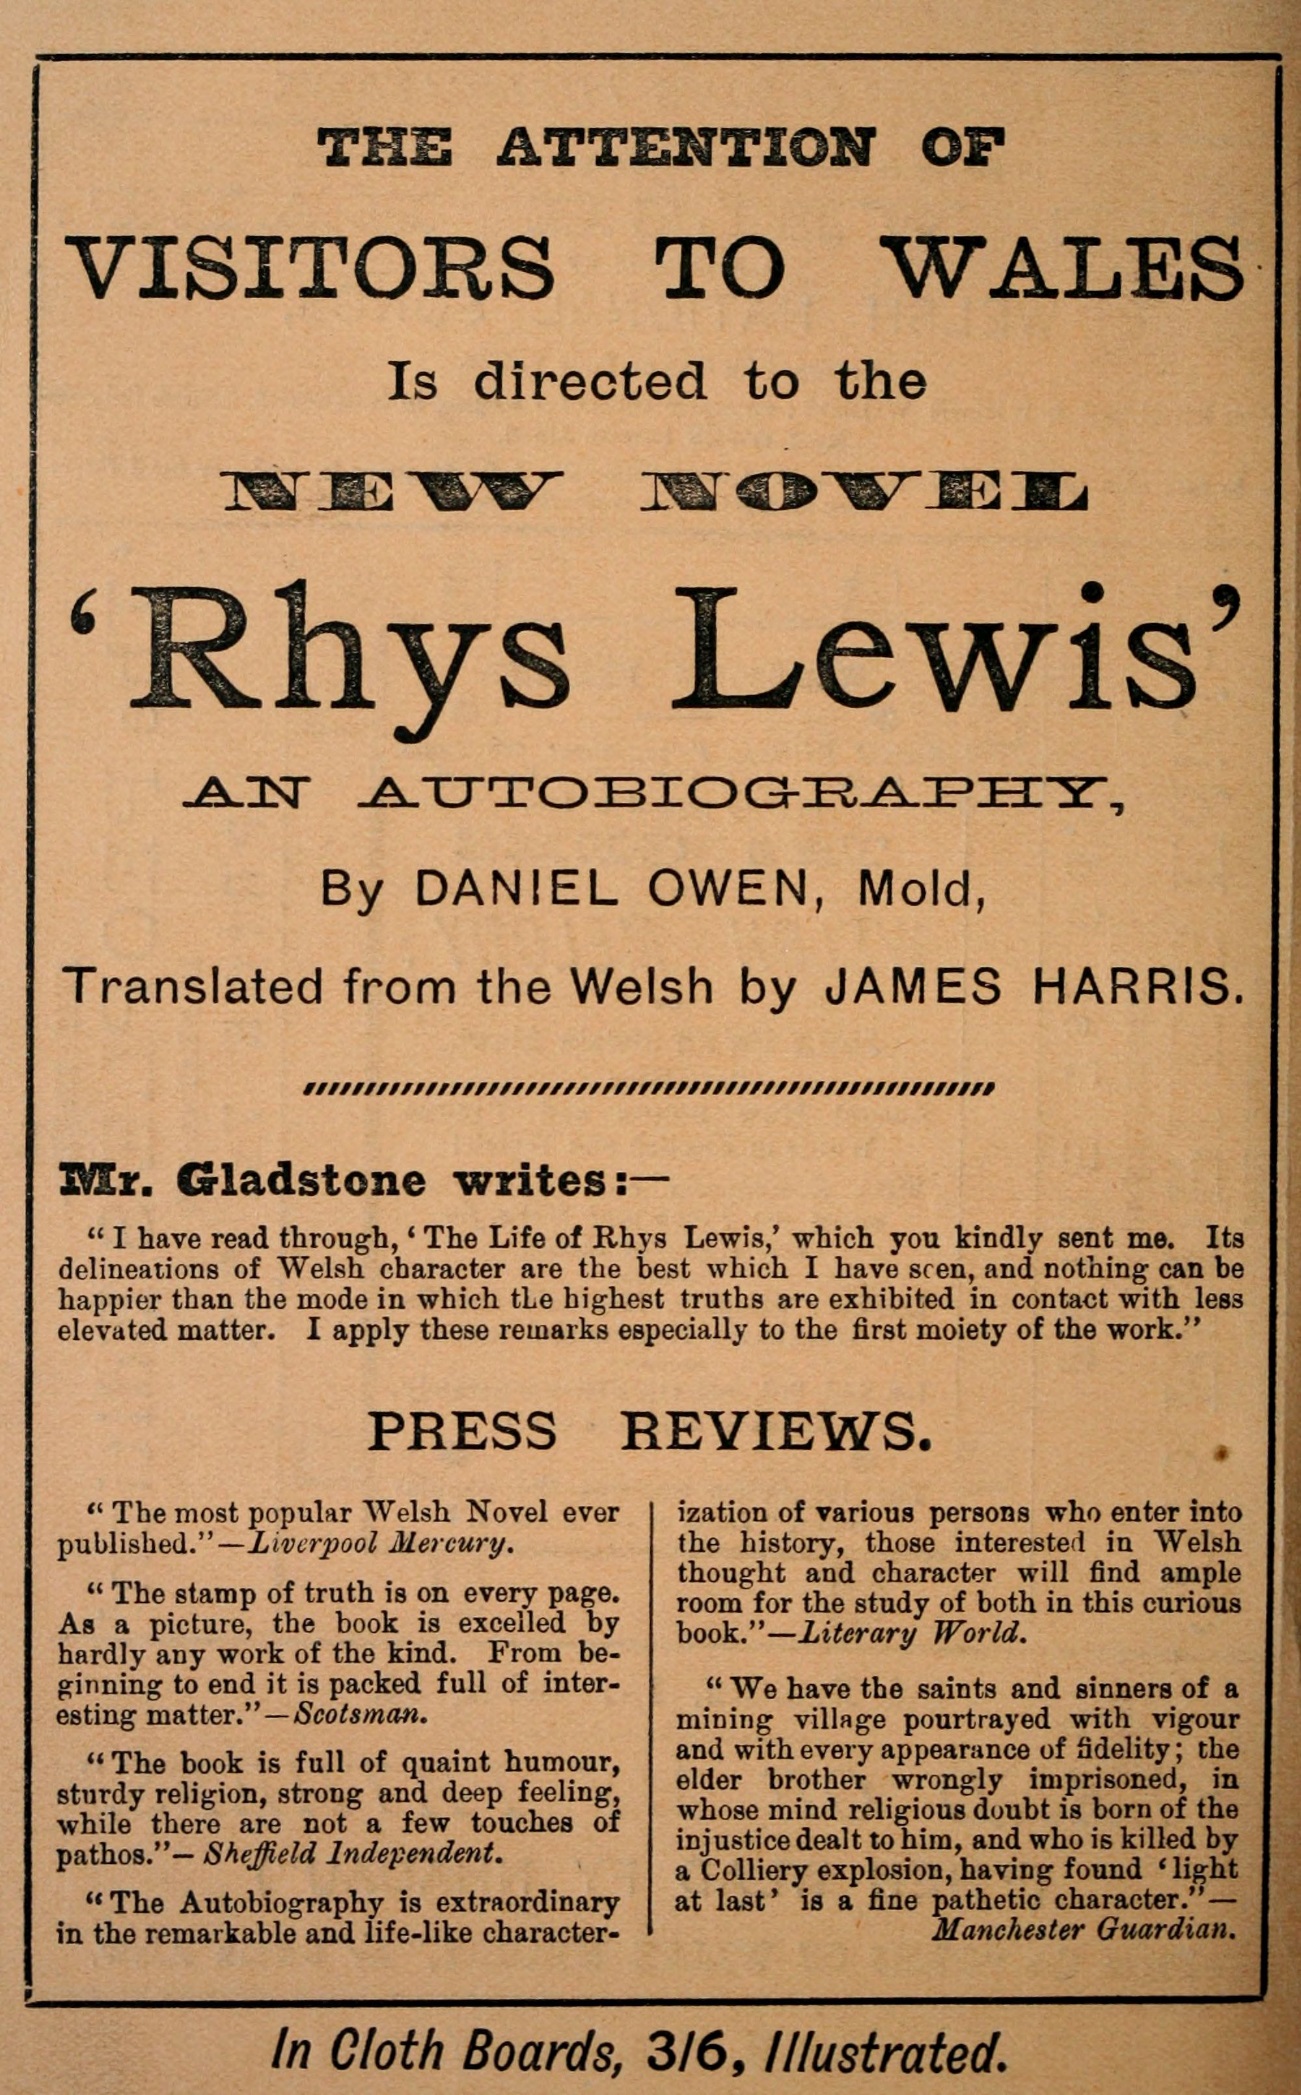 THE ATTENTION OF
VISITORS TO WALES
Is directed to the
NEW NOVEL
‘Rhys Lewis’
AN AUTOBIOGRAPHY,
By DANIEL OWEN, Mold,
Translated from the Welsh by JAMES HARRIS.
Mr. Gladstone writes:—
“I have read through, ‘The Life of Rhys Lewis,’ which you kindly sent me. Its
delineations of Welsh character are the best which I have seen, and nothing can be
happier than the mode in which the highest truths are exhibited in contact with less
elevated matter. I apply these remarks especially to the first moiety of the work.”
PRESS REVIEWS.
“The most popular Welsh Novel ever
published.”—Liverpool Mercury.
“The stamp of truth is on every page.
As a picture, the book is excelled by
hardly any work of the kind. From be-
ginning to end it is packed full of inter-
esting matter.”—Scotsman.
“The book is full of quaint humour,
sturdy religion, strong and deep feeling,
while there are not a few touches of
pathos.”—Sheffield Independent.
“The Autobiography is extraordinary
in the remarkable and life-like character-
ization of various persons who enter into
the history, those interested in Welsh
thought and character will find ample
room for the study of both in this curious
book.”—Literary World.
“We have the saints and sinners of a
mining village pourtrayed with vigour
and with every appearance of fidelity; the
elder brother wrongly imprisoned, in
whose mind religious doubt is born of the
injustice dealt to him, and who is killed by
a Colliery explosion, having found ‘light
at last’ is a fine pathetic character.”—
Manchester Guardian.
In Cloth Boards, 3/6, Illustrated.